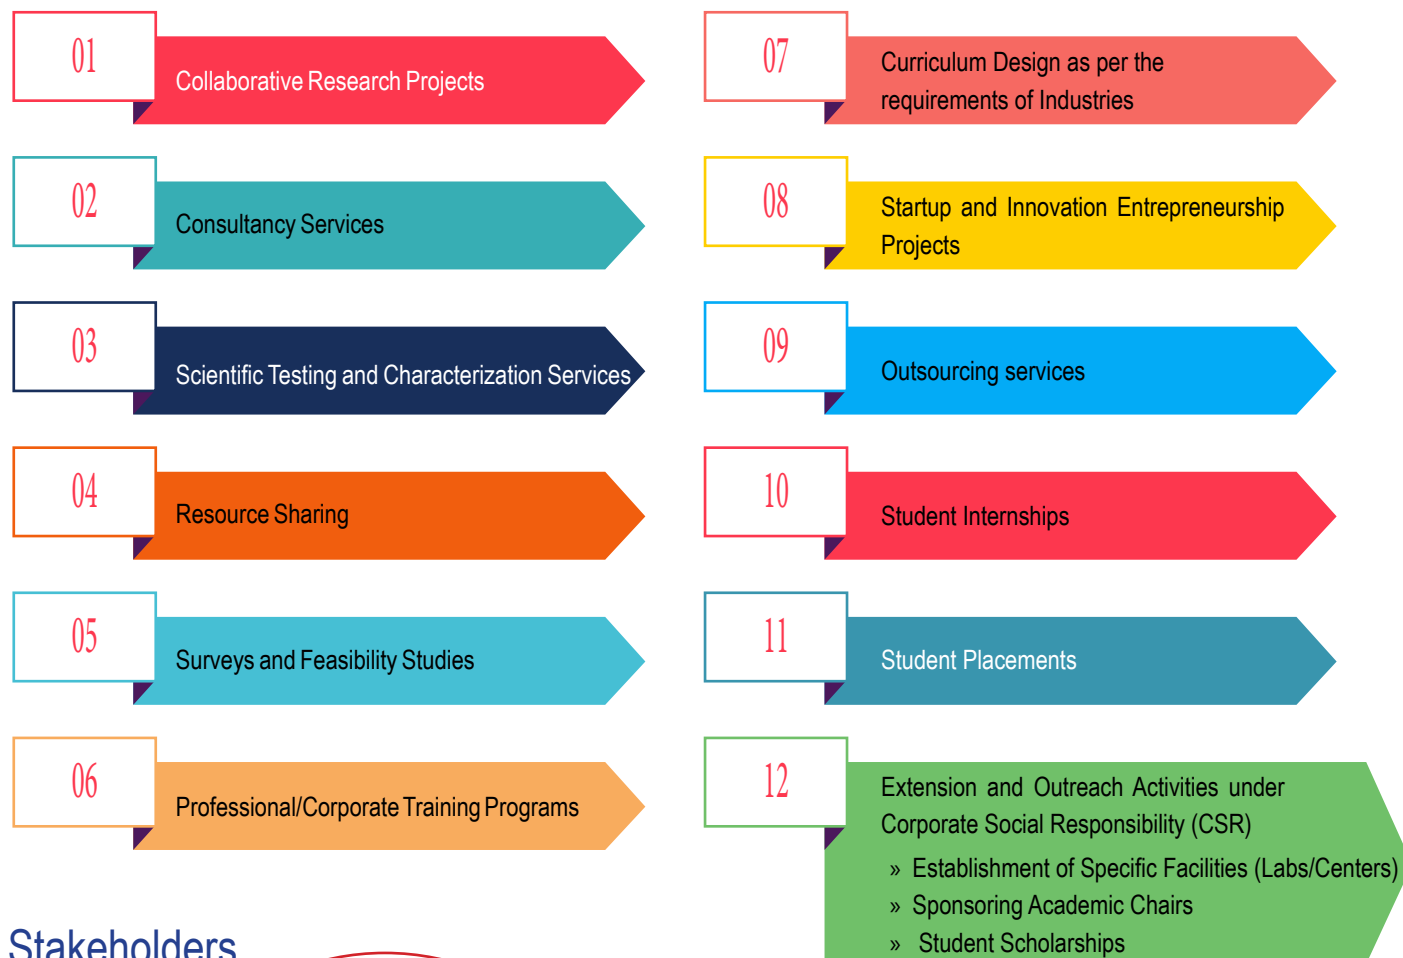 01
Collaborative Research Projects
02
Consultancy Services
03
Scientific Testing and Characterization Services
04
Resource Sharing
05
Surveys and Feasibility Studies
06
Professional/Corporate Training Programs
07
Curriculum Design as per the
requirements of Industries
08
Startup and Innovation Entrepreneurship
Projects
09
Outsourcing services
10
Student Internships
11
Student Placements
12
Extension and Outreach Activities under
Corporate Social Responsibility (CSR)
» Establishment of Specific Facilities (Labs/Centers)
» Sponsoring Academic Chairs
» Student Scholarships
Stakeholders